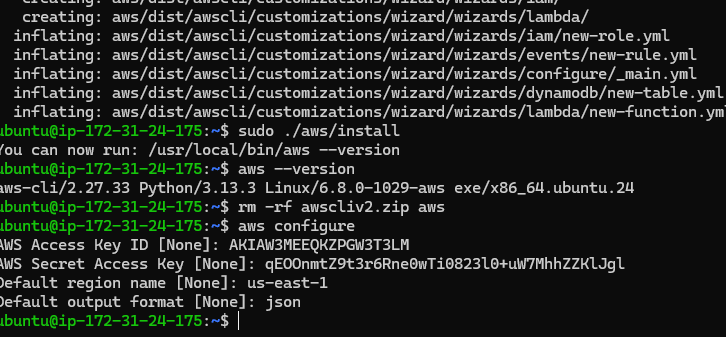 creating: aws/dist/awscli/customizations/wizard/wizards/iam/
creating: aws/dist/awscli/customizations/wizard/wizards/lambda/
inflating: aws/dist/awscli/customizations/wizard/wizards/iam/new-role.yml
inflating: aws/dist/awscli/customizations/wizard/wizards/events/new-rule.yml
inflating: aws/dist/awscli/customizations/wizard/wizards/configure/_main.yml
inflating: aws/dist/awscli/customizations/wizard/wizards/dynamodb/new-table.yml
inflating: aws/dist/awscli/customizations/wizard/wizards/lambda/new-function.yml
ubuntu@ip-172-31-24-175:~$ sudo ./aws/install
You can now run: /usr/local/bin/aws --version
ubuntu@ip-172-31-24-175:~$ aws --version
aws-cli/2.27.33 Python/3.13.3 Linux/6.8.0-1029-aws exe/x86_64.ubuntu.24
ubuntu@ip-172-31-24-175:~$ rm -rf awscliv2.zip aws
ubuntu@ip-172-31-24-175:~$ aws configure
AWS Access Key ID [None]: AKIAW3MEEQKZPGW3T3LM
AWS Secret Access Key [None]: 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
Default region name [None]: us-east-1
Default output format [None]: json
ubuntu@ip-172-31-24-175:~$